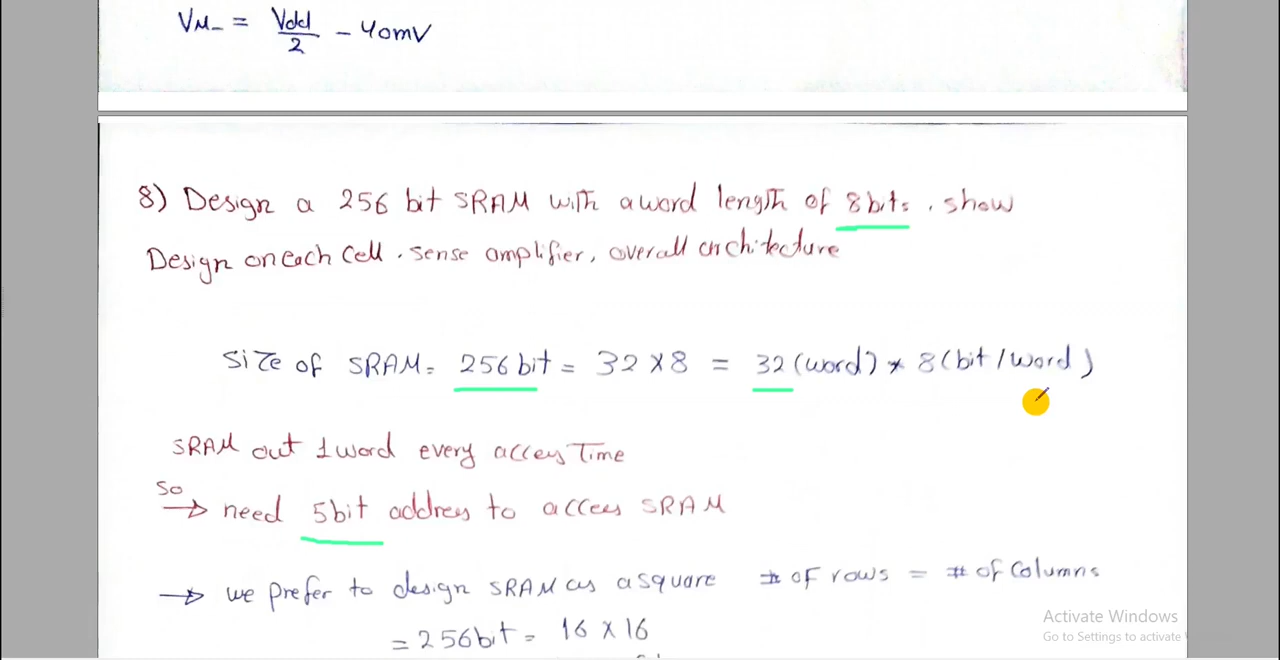 VM- = Vdd/2 - 40mV
8) Design a 256 bit SRAM with a word length of 8bits. show
Design on each cell. sense amplifier, overall architecture
size of SRAM = 256 bit = 32 x 8 = 32 (word) * 8 (bit / word)
SRAM out 1 word every access Time
so
→ need 5bit address to access SRAM
→ we prefer to design SRAM as a square # of rows = # of columns
= 256 bit = 16 x 16
Activate Windows
Go to Settings to activate